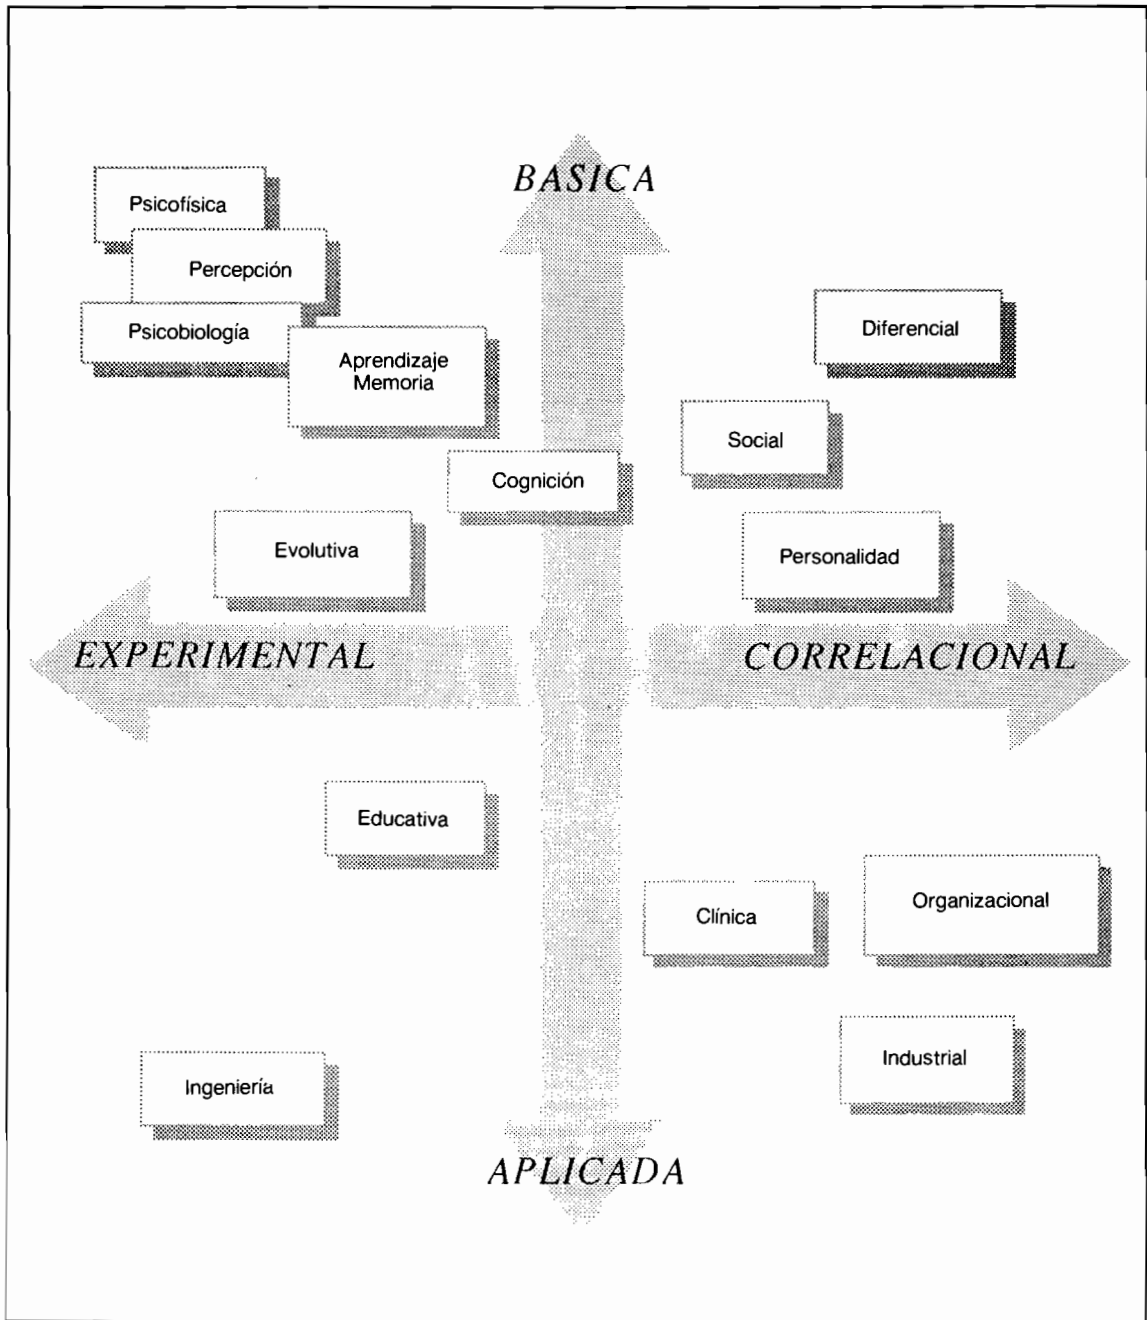 BASICA
Psicofísica
Percepción
Psicobiología
Aprendizaje
Memoria
Diferencial
Social
Cognición
Evolutiva
Personalidad
EXPERIMENTAL
CORRELACIONAL
Educativa
Clínica
Organizacional
Industrial
Ingeniería
APLICADA